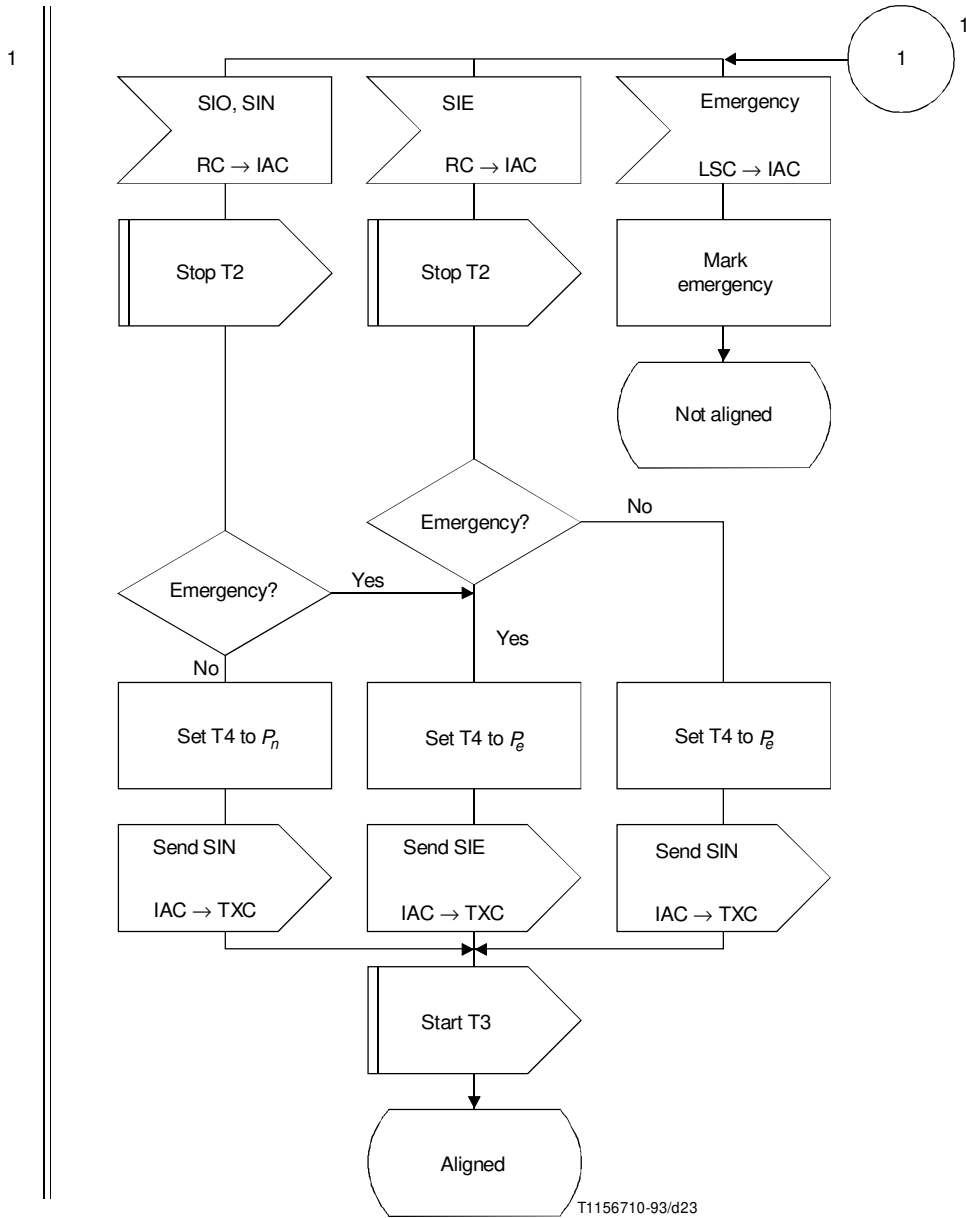 1
1
1
SIO, SIN
RC → IAC
SIE
RC → IAC
Emergency
LSC → IAC
Stop T2
Stop T2
Mark
emergency
Not aligned
Emergency?
No
Emergency?
Yes
Yes
No
Set T4 to Pn
Set T4 to Pe
Set T4 to Pe
Send SIN
IAC → TXC
Send SIE
IAC → TXC
Send SIN
IAC → TXC
Start T3
Aligned
T1156710-93/d23